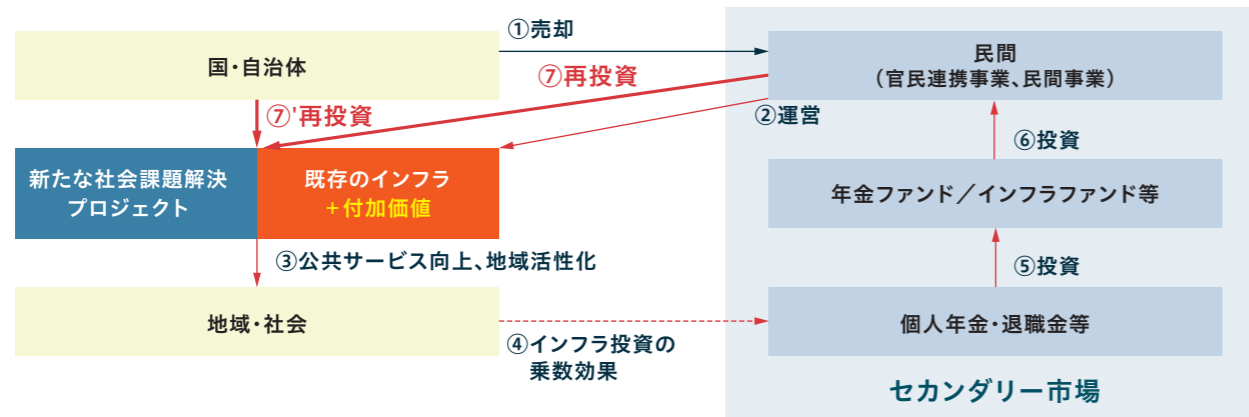 ①売却
国・自治体
民間
（官民連携事業、民間事業）
⑦再投資
⑦'再投資
②運営
新たな社会課題解決
プロジェクト
既存のインフラ
+付加価値
⑥投資
年金ファンド／インフラファンド等
③公共サービス向上、地域活性化
⑤投資
地域・社会
④インフラ投資の
乗数効果
個人年金・退職金等
セカンダリー市場